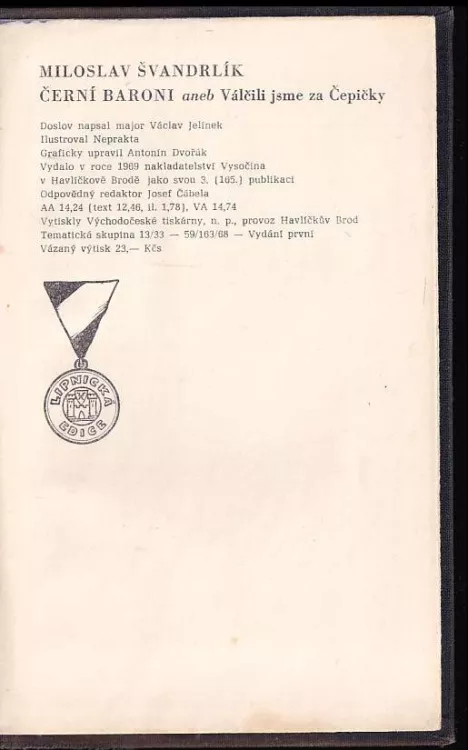 MILOSLAV ŠVANDRLÍK
ČERNÍ BARONI aneb Válčili jsme za Čepičky
Doslov napsal major Václav Jelínek
Ilustroval Neprakta
Graficky upravil Antonín Dvořák
Vydalo v roce 1969 nakladatelství Vysočina
v Havlíčkově Brodě jako svou 3. (165.) publikaci
Odpovědný redaktor Josef Čábela
AA 14,24 (text 12,46, il. 1,78), VA 14,74
Vytiskly Východočeské tiskárny, n. p., provoz Havlíčkův Brod
Tematická skupina 13/33 — 59/163/68 — Vydání první
Vázaný výtisk 23,— Kčs
LIPNICKÁ
EDICE